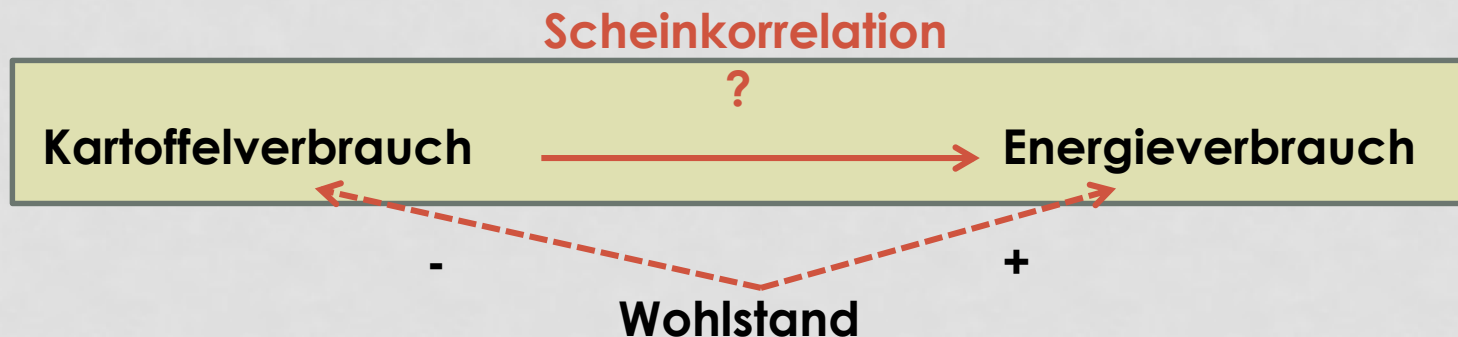 Scheinkorrelation
?
Kartoffelverbrauch Energieverbrauch
- +
Wohlstand